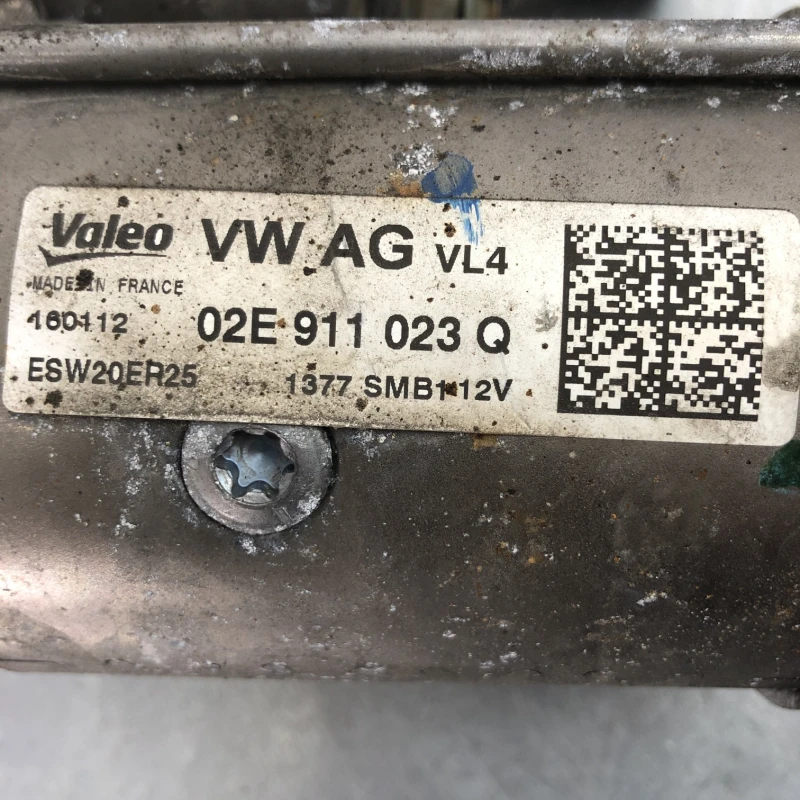 Valeo VW AG VL4
MADE IN FRANCE
160112 02E 911 023 Q
ESW20ER25 1377 SMB1 12V